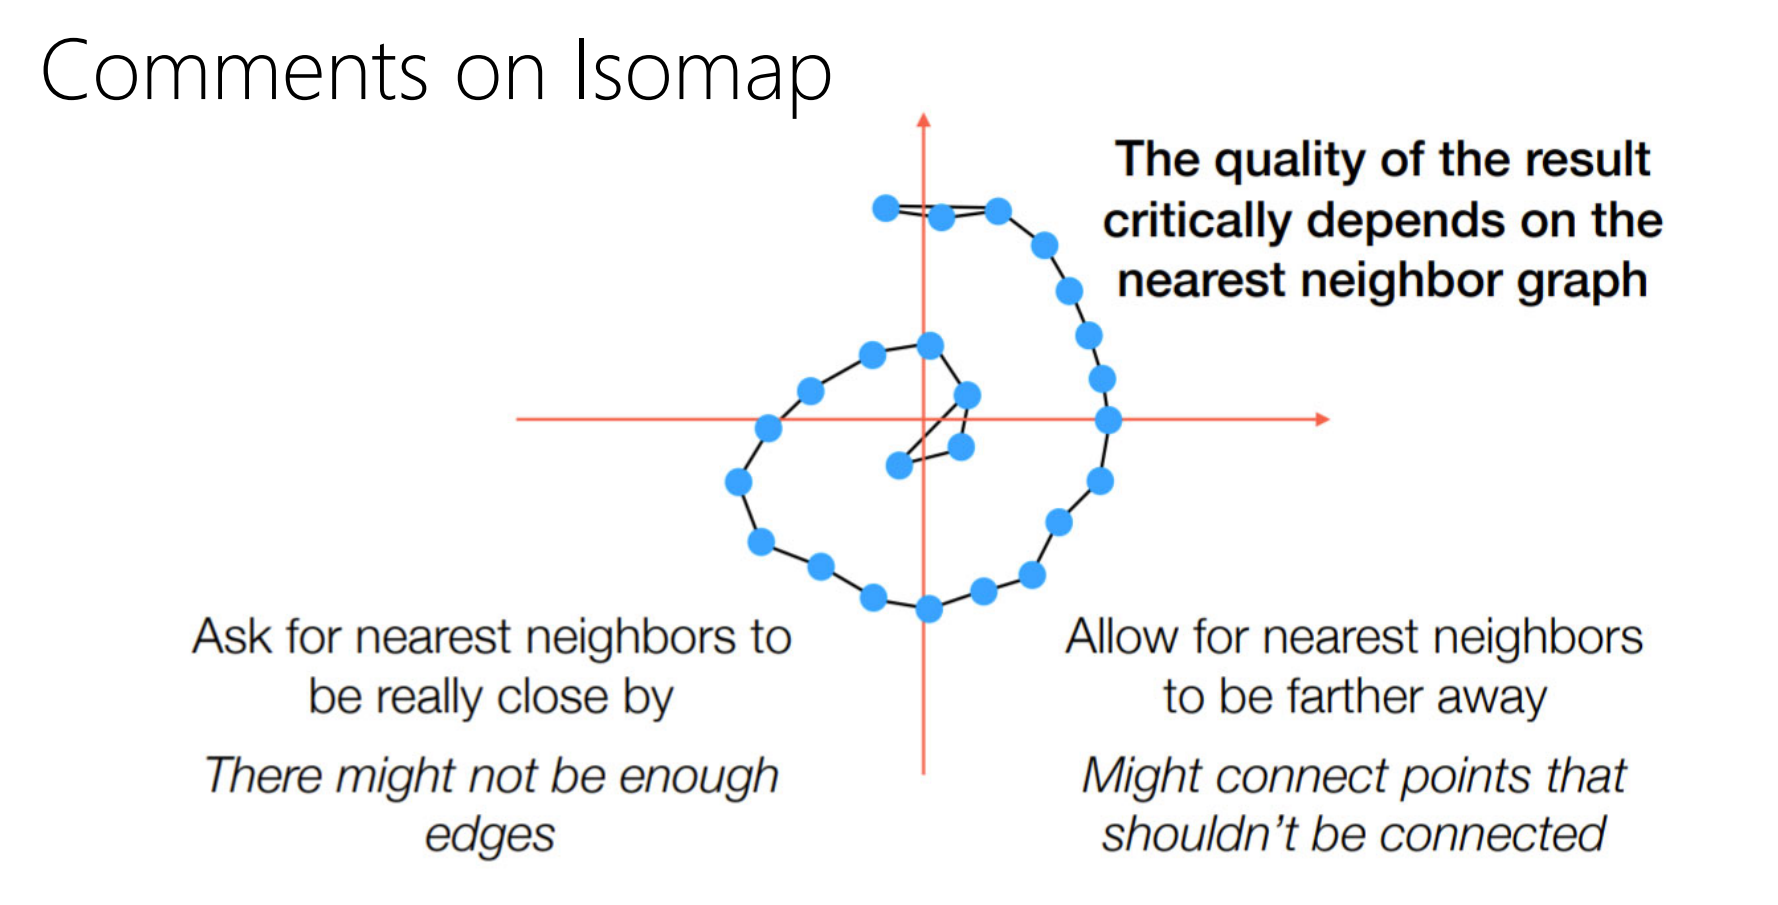 Comments on Isomap
The quality of the result
critically depends on the
nearest neighbor graph
Ask for nearest neighbors to
be really close by
There might not be enough
edges
Allow for nearest neighbors
to be farther away
Might connect points that
shouldn’t be connected